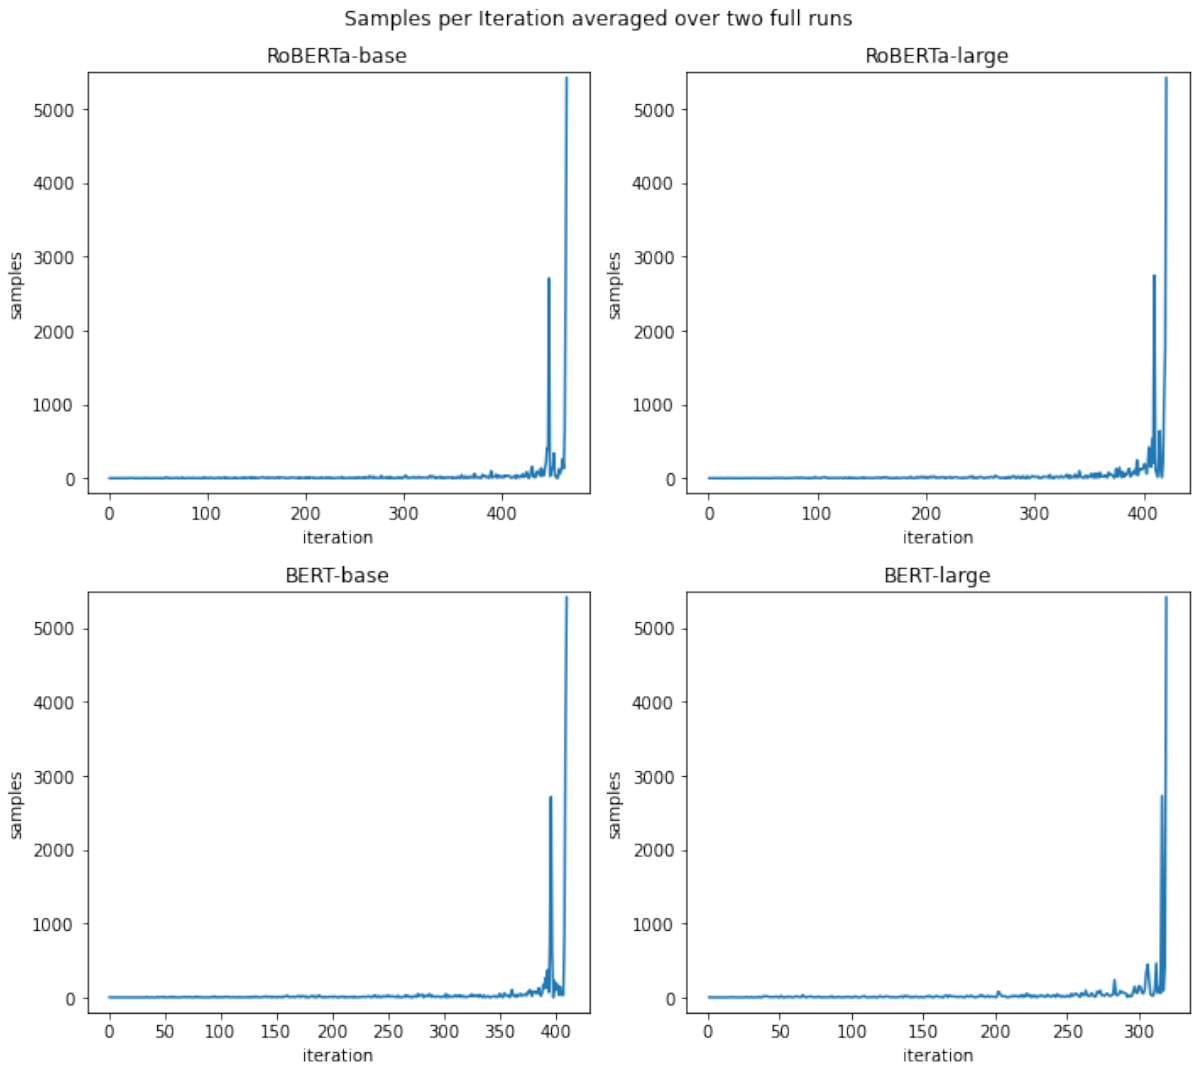 Samples per Iteration averaged over two full runs
RoBERTa-base
5000
4000
3000
2000
1000
0
samples
0 100 200 300 400
iteration
RoBERTa-large
5000
4000
3000
2000
1000
0
samples
0 100 200 300 400
iteration
BERT-base
5000
4000
3000
2000
1000
0
samples
0 50 100 150 200 250 300 350 400
iteration
BERT-large
5000
4000
3000
2000
1000
0
samples
0 50 100 150 200 250 300
iteration